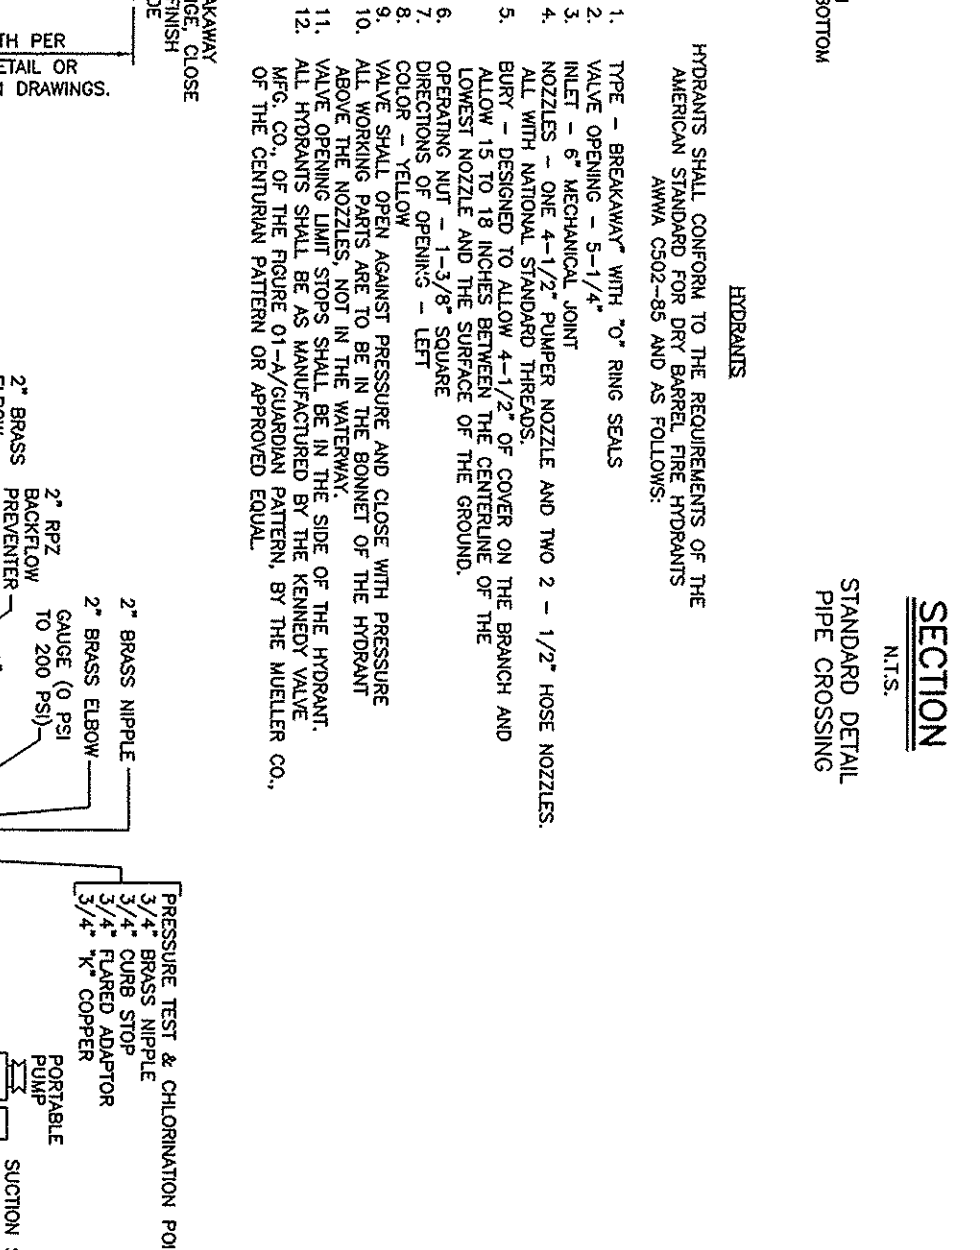 BOTTOM
SECTION
N.T.S.
STANDARD DETAIL
PIPE CROSSING
HYDRANTS
HYDRANTS SHALL CONFORM TO THE REQUIREMENTS OF THE
AMERICAN STANDARD FOR DRY BARREL FIRE HYDRANTS
AWWA C502-85 AND AS FOLLOWS:
1. TYPE - BREAKAWAY" WITH "O" RING SEALS
2. VALVE OPENING - 5-1/4"
3. INLET - 6" MECHANICAL JOINT
4. NOZZLES - ONE 4-1/2" PUMPER NOZZLE AND TWO 2 - 1/2" HOSE NOZZLES.
ALL WITH NATIONAL STANDARD THREADS.
5. BURY - DESIGNED TO ALLOW 4-1/2" OF COVER ON THE BRANCH AND
ALLOW 15 TO 18 INCHES BETWEEN THE CENTERLINE OF THE
LOWEST NOZZLE AND THE SURFACE OF THE GROUND.
6. OPERATING NUT - 1-3/8" SQUARE
7. DIRECTIONS OF OPENING - LEFT
8. COLOR - YELLOW
9. VALVE SHALL OPEN AGAINST PRESSURE AND CLOSE WITH PRESSURE
10. ALL WORKING PARTS ARE TO BE IN THE BONNET OF THE HYDRANT
ABOVE THE NOZZLES, NOT IN THE WATERWAY.
11. VALVE OPENING LIMIT STOPS SHALL BE IN THE SIDE OF THE HYDRANT.
12. ALL HYDRANTS SHALL BE AS MANUFACTURED BY THE KENNEDY VALVE
MFG. CO., OF THE FIGURE 01-A/GUARDIAN PATTERN, BY THE MUELLER CO.,
OF THE CENTURIAN PATTERN OR APPROVED EQUAL.
AKAWAY
NGE, CLOSE
FINISH
DE
TH PER
ETAIL OR
DRAWINGS.
2" BRASS NIPPLE
2" BRASS ELBOW
GAUGE (0 PSI
TO 200 PSI)
2" RPZ
BACKFLOW
PREVENTER
2" BRASS
PRESSURE TEST & CHLORINATION POI
3/4" BRASS NIPPLE
3/4" CURB STOP
3/4" FLARED ADAPTOR
3/4" "K" COPPER
PORTABLE
PUMP
SUCTION